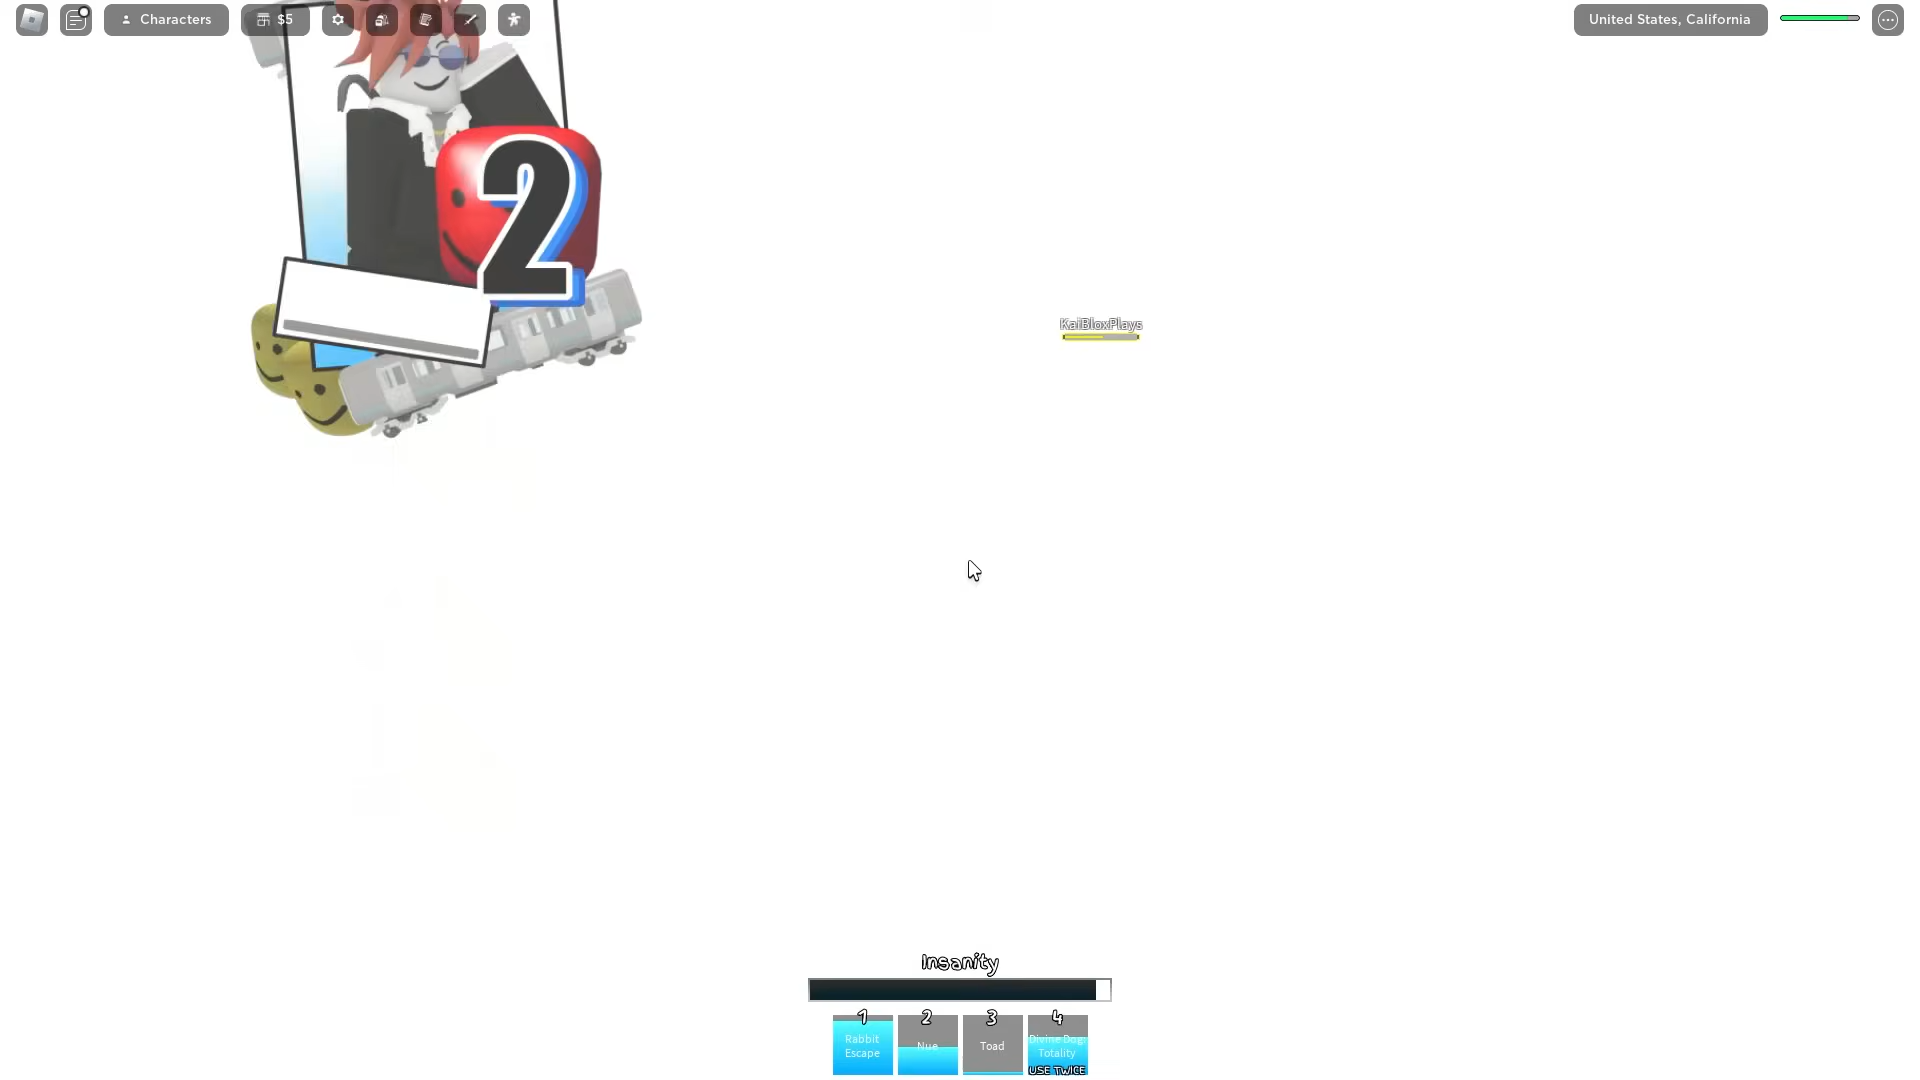 Characters
$5
United States, California
2
KaiBloxPlays
Insanity
1
2
3
4
Rabbit
Escape
Nue
Toad
Divine Dog:
Totality
USE TWICE